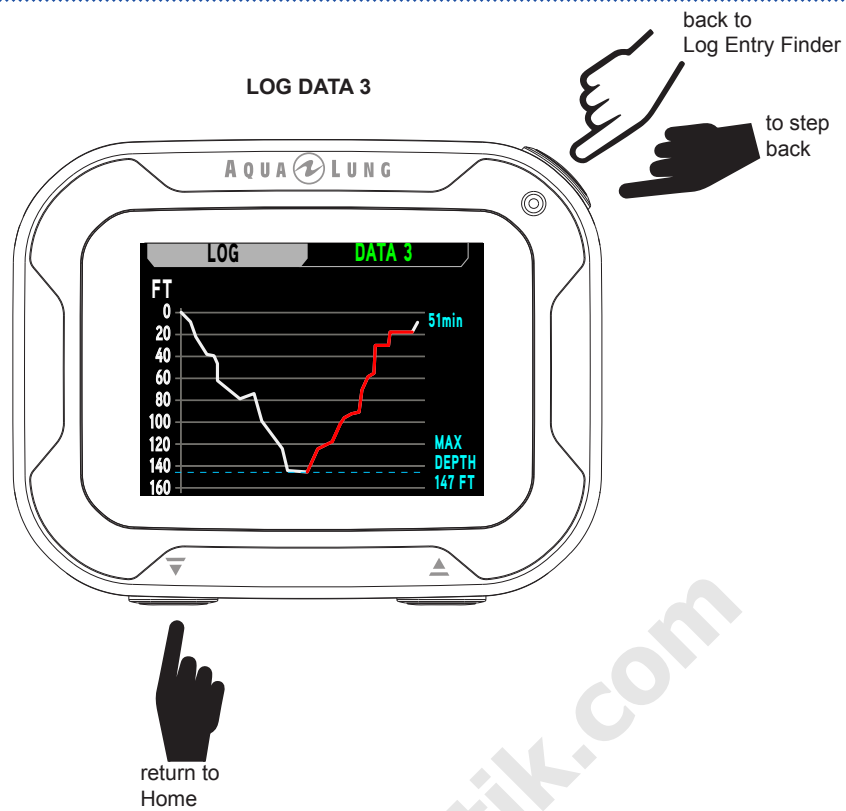 back to
Log Entry Finder
LOG DATA 3
to step
back
AQUA LUNG
LOG DATA 3
FT
0
51min
20
40
60
80
100
120
MAX
DEPTH
140
147 FT
160
return to
Home